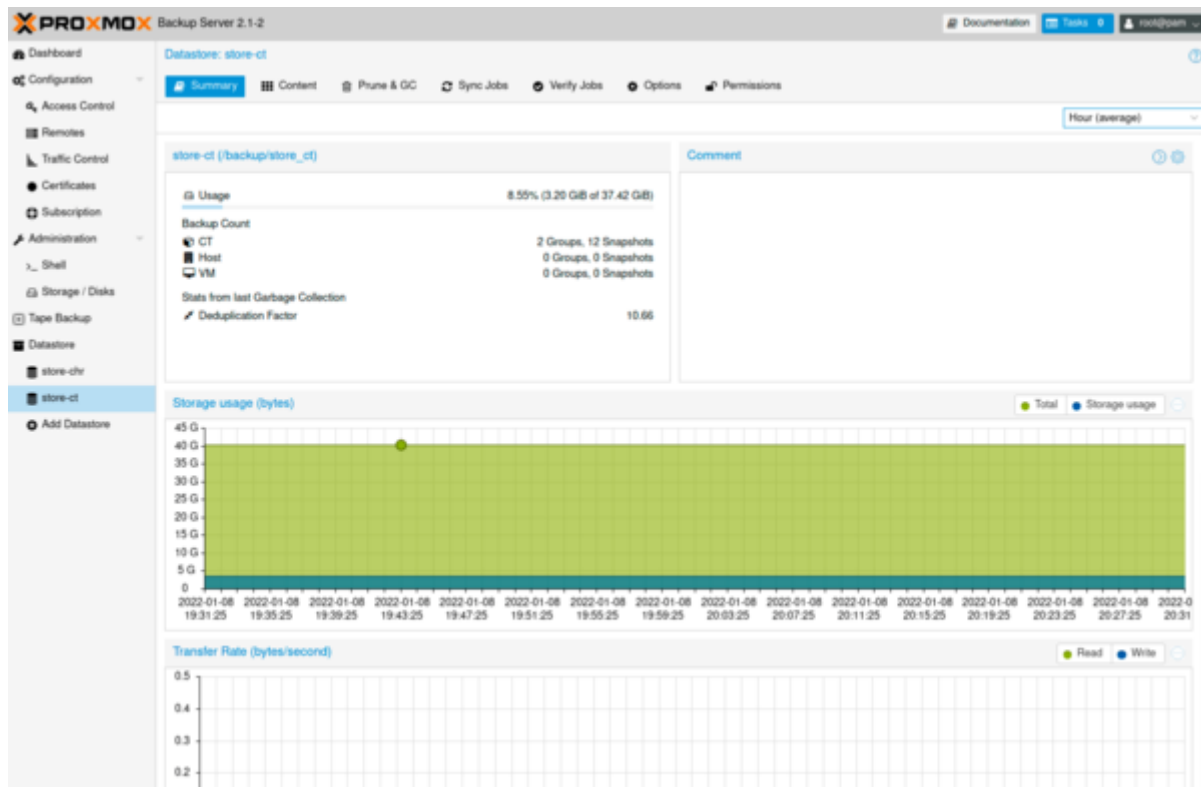 PROXMOX Backup Server 2.1-2
Documentation
Tasks 0
root@pam
Dashboard
Configuration
Access Control
Remotes
Traffic Control
Certificates
Subscription
Administration
Shell
Storage / Disks
Tape Backup
Datastore
store-chr
store-ct
Add Datastore
Datastore: store-ct
Summary
Content
Prune & GC
Sync Jobs
Verify Jobs
Options
Permissions
Hour (average)
store-ct (/backup/store_ct)
Usage 8.55% (3.20 GiB of 37.42 GiB)
Backup Count
CT 2 Groups, 12 Snapshots
Host 0 Groups, 0 Snapshots
VM 0 Groups, 0 Snapshots
Stats from last Garbage Collection
Deduplication Factor 10.66
Comment
Storage usage (bytes)
Total
Storage usage
45 G
40 G
35 G
30 G
25 G
20 G
15 G
10 G
5 G
0
2022-01-08 2022-01-08 2022-01-08 2022-01-08 2022-01-08 2022-01-08 2022-01-08 2022-01-08 2022-01-08 2022-01-08 2022-01-08 2022-01-08 2022-01-08 2022-01-08 2022-01-08 2022-0
19:31:25 19:35:25 19:39:25 19:43:25 19:47:25 19:51:25 19:55:25 19:59:25 20:03:25 20:07:25 20:11:25 20:15:25 20:19:25 20:23:25 20:27:25 20:31
Transfer Rate (bytes/second)
Read
Write
0.5
0.4
0.3
0.2